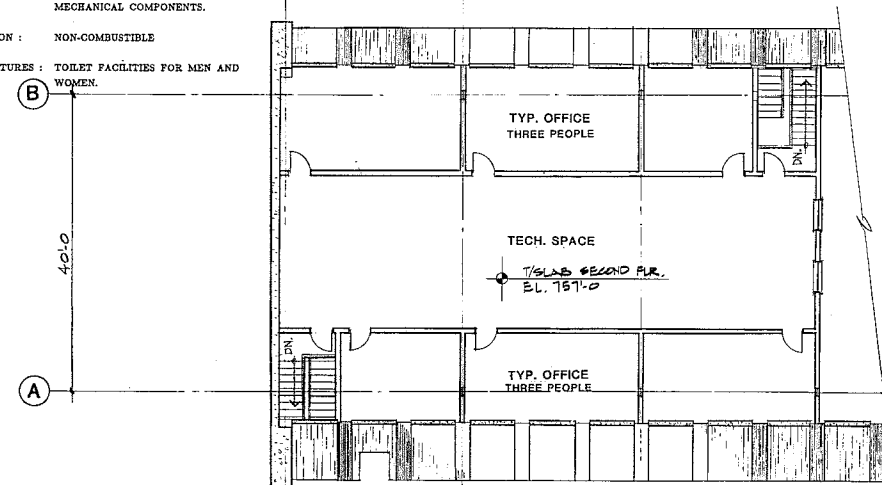 MECHANICAL COMPONENTS.
ON : NON-COMBUSTIBLE
TURES : TOILET FACILITIES FOR MEN AND
WOMEN.
B
TYP. OFFICE
THREE PEOPLE
DN.
40'-0
TECH. SPACE
T/SLAB SECOND FLR.
EL. 757'-0
DN.
TYP. OFFICE
THREE PEOPLE
A